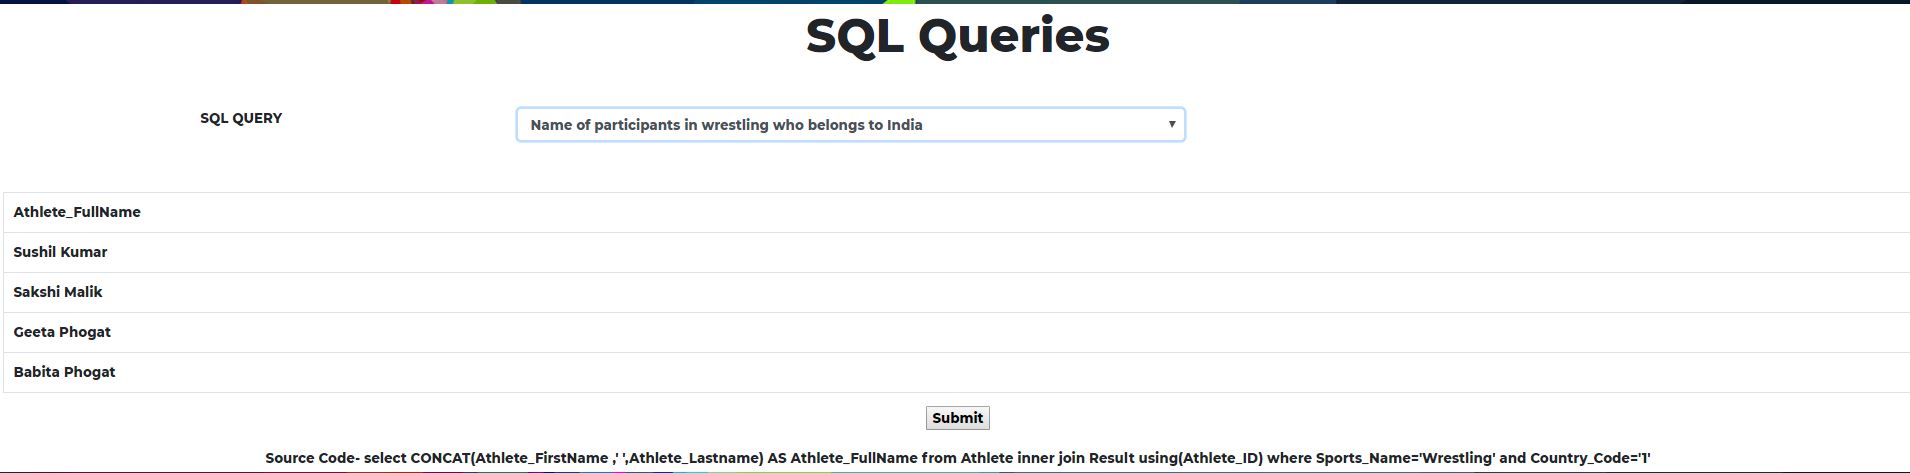 SQL Queries
SQL QUERY
Name of participants in wrestling who belongs to India
Athlete_FullName
Sushil Kumar
Sakshi Malik
Geeta Phogat
Babita Phogat
Submit
Source Code- select CONCAT(Athlete_FirstName ,' ',Athlete_Lastname) AS Athlete_FullName from Athlete inner join Result using(Athlete_ID) where Sports_Name='Wrestling' and Country_Code='1'